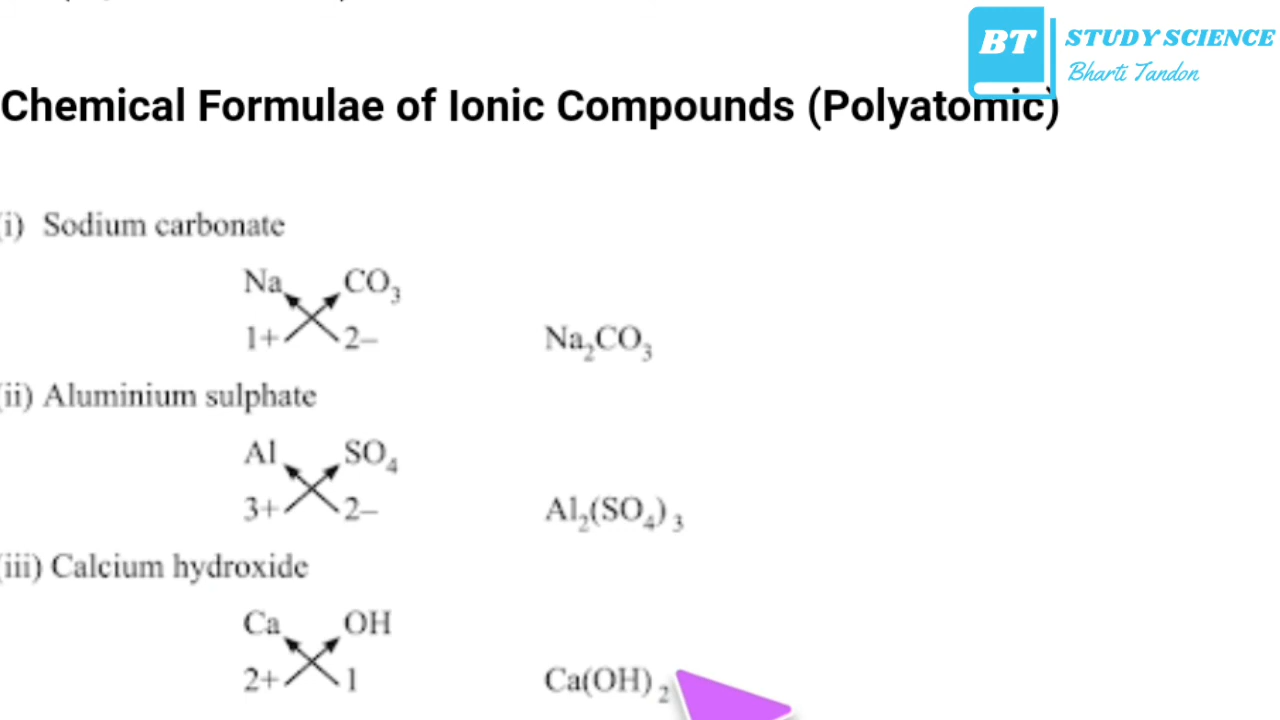 BT STUDY SCIENCE
Bharti Tandon
Chemical Formulae of Ionic Compounds (Polyatomic)
(i) Sodium carbonate
Na CO₃
1+ 2– Na₂CO₃
(ii) Aluminium sulphate
Al SO₄
3+ 2– Al₂(SO₄)₃
(iii) Calcium hydroxide
Ca OH
2+ 1 Ca(OH)₂